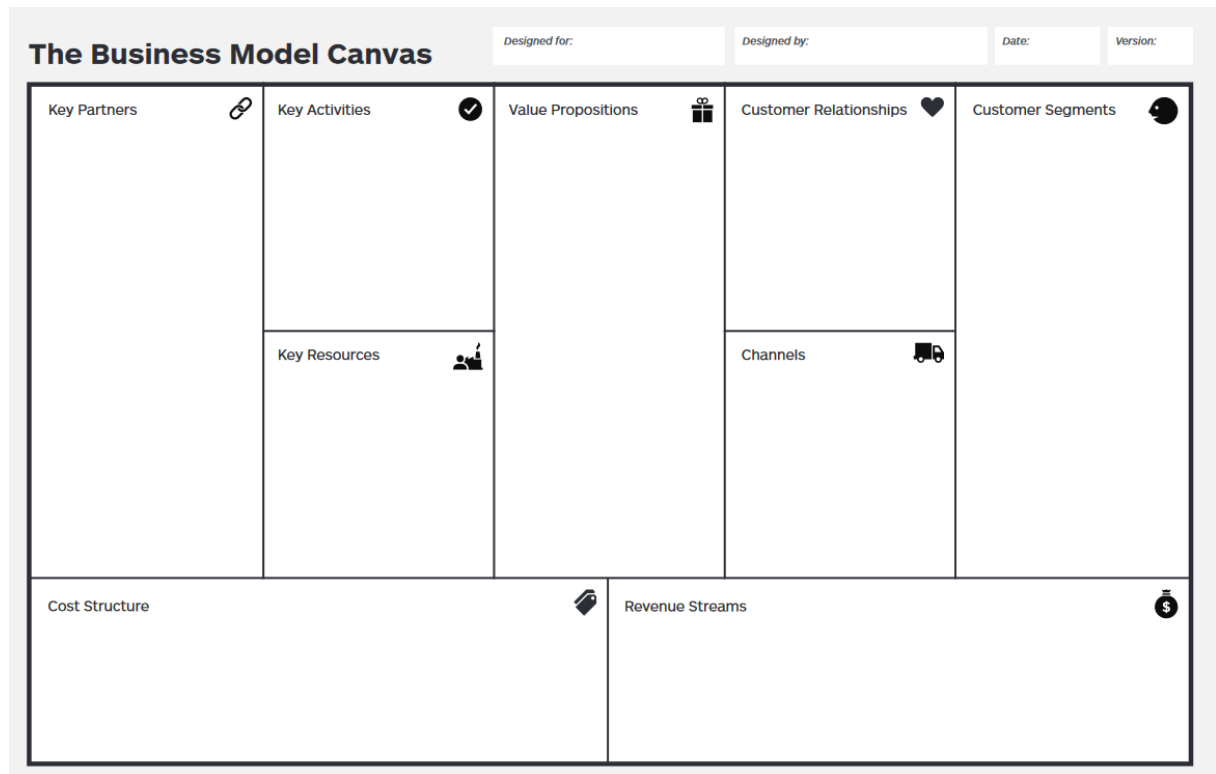 The Business Model Canvas
Designed for:
Designed by:
Date:
Version:
Key Partners
Key Activities
Value Propositions
Customer Relationships
Customer Segments
Key Resources
Channels
Cost Structure
Revenue Streams
$